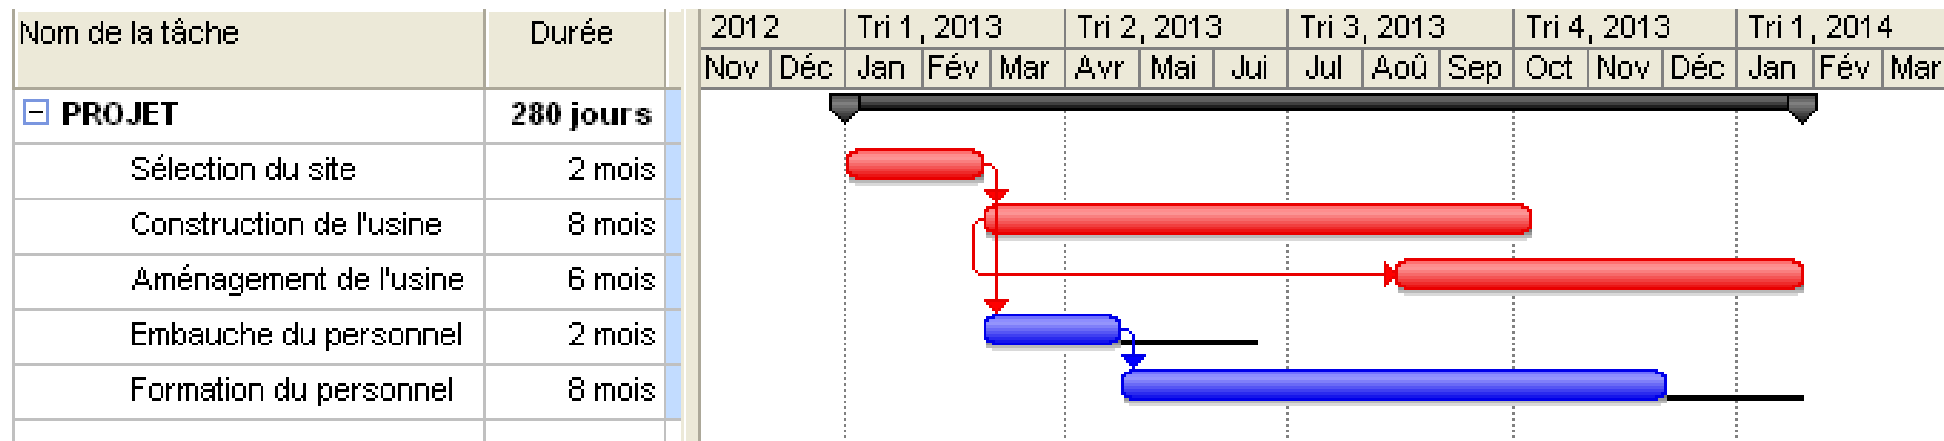 Nom de la tâche Durée 2012 Tri 1, 2013 Tri 2, 2013 Tri 3, 2013 Tri 4, 2013 Tri 1, 2014
Nov Déc Jan Fév Mar Avr Mai Jui Jul Aoû Sep Oct Nov Déc Jan Fév Mar
PROJET 280 jours
Sélection du site 2 mois
Construction de l'usine 8 mois
Aménagement de l'usine 6 mois
Embauche du personnel 2 mois
Formation du personnel 8 mois